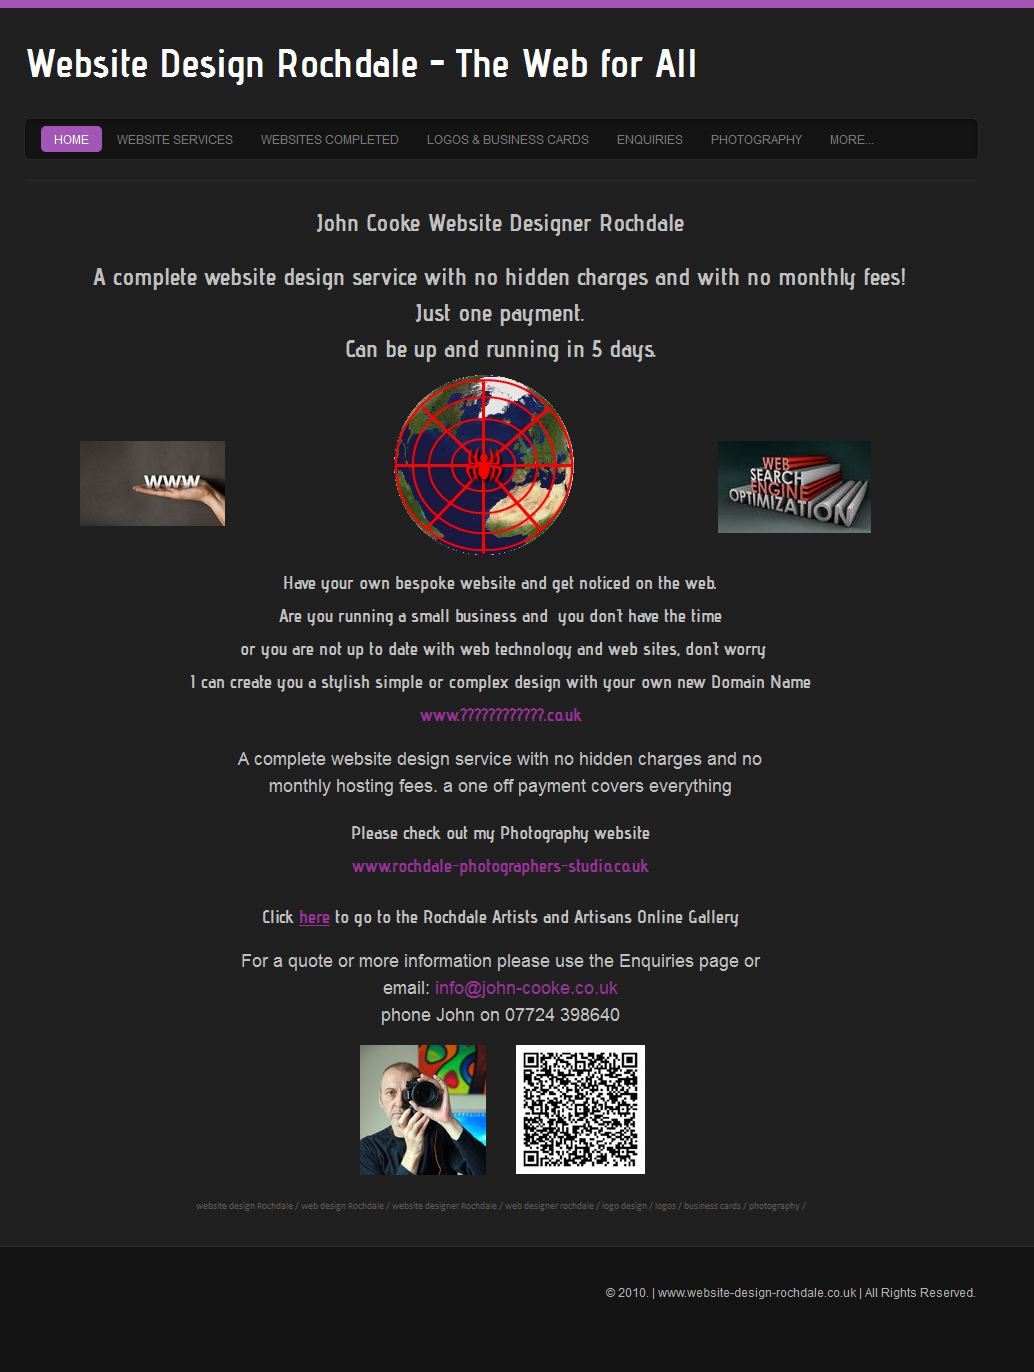 Website Design Rochdale - The Web for All
HOME WEBSITE SERVICES WEBSITES COMPLETED LOGOS & BUSINESS CARDS ENQUIRIES PHOTOGRAPHY MORE...
John Cooke Website Designer Rochdale
A complete website design service with no hidden charges and with no monthly fees!
Just one payment.
Can be up and running in 5 days.
www
WEB
SEARCH
ENGINE
OPTIMIZATION
Have your own bespoke website and get noticed on the web.
Are you running a small business and  you don't have the time
or you are not up to date with web technology and web sites, don't worry
I can create you a stylish simple or complex design with your own new Domain Name
www.????????????.co.uk
A complete website design service with no hidden charges and no
monthly hosting fees. a one off payment covers everything
Please check out my Photography website
www.rochdale-photographers-studio.co.uk
Click here to go to the Rochdale Artists and Artisans Online Gallery
For a quote or more information please use the Enquiries page or
email: info@john-cooke.co.uk
phone John on 07724 398640
website design Rochdale / web design Rochdale / website designer Rochdale / web designer rochdale / logo design / logos / business cards / photography /
© 2010. | www.website-design-rochdale.co.uk | All Rights Reserved.